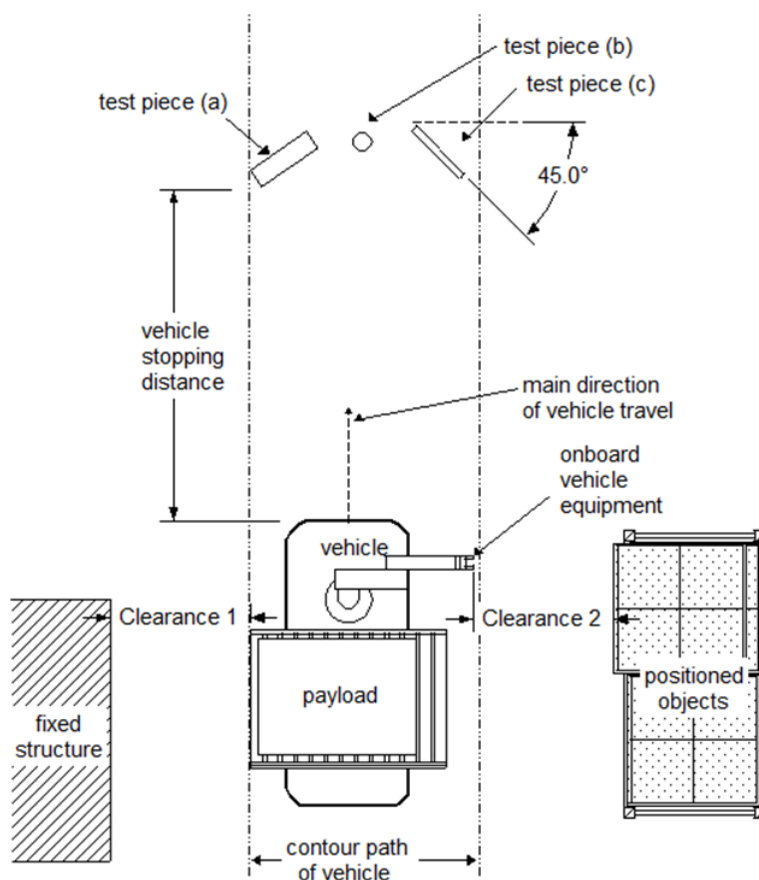 test piece (b)
test piece (a)
test piece (c)
45.0°
vehicle
stopping
distance
main direction
of vehicle travel
onboard
vehicle
equipment
vehicle
Clearance 1
Clearance 2
payload
positioned
objects
fixed
structure
contour path
of vehicle